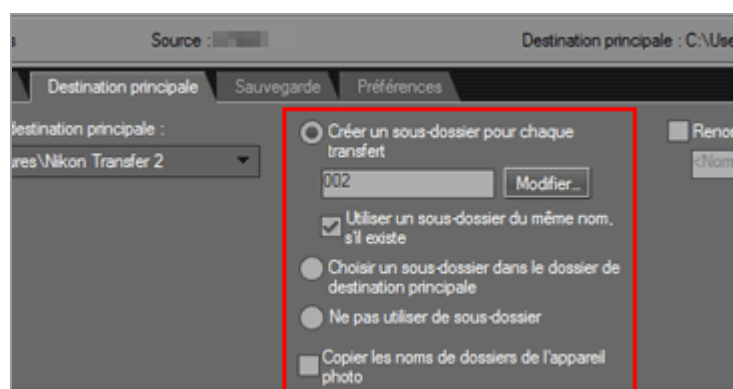 Source :
Destination principale : C:\Use
Destination principale
Sauvegarde
Préférences
destination principale :
ures\Nikon Transfer 2
Créer un sous-dossier pour chaque
transfert
002
Modifier...
Utiliser un sous-dossier du même nom,
s'il existe
Choisir un sous-dossier dans le dossier de
destination principale
Ne pas utiliser de sous-dossier
Copier les noms de dossiers de l'appareil
photo
Renor
<Nom